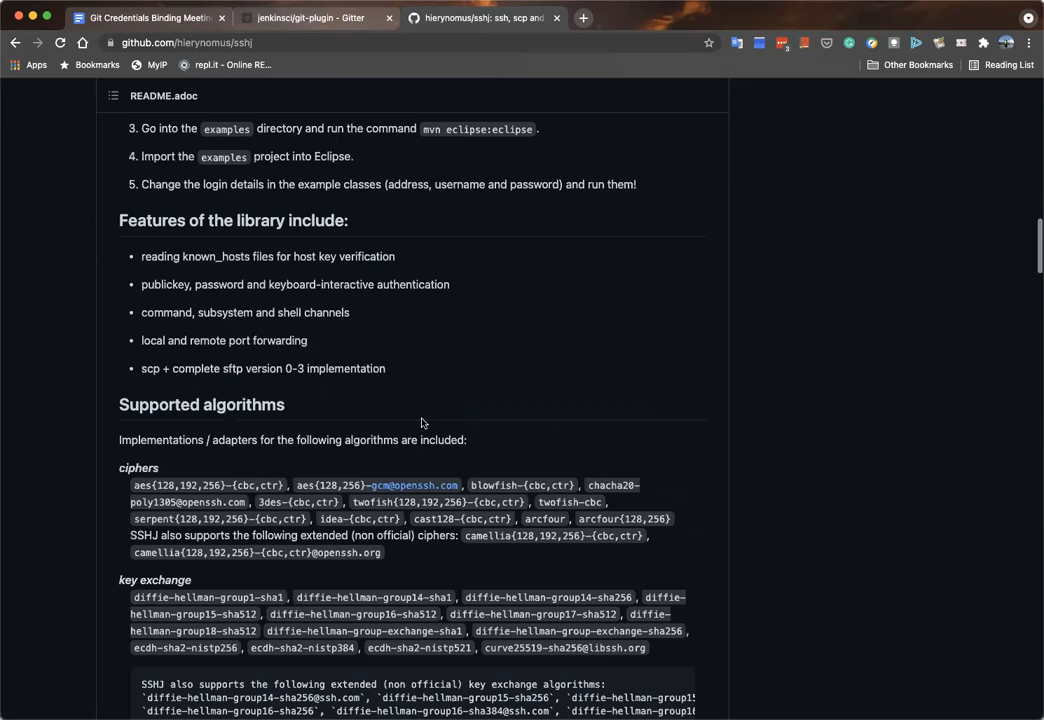 Git Credentials Binding Meetin
jenkinsci/git-plugin - Gitter
hierynomus/sshj: ssh, scp and
github.com/hierynomus/sshj
3
Apps
Bookmarks
MyIP
repl.it - Online RE...
Other Bookmarks
Reading List
README.adoc
3. Go into the examples directory and run the command mvn eclipse:eclipse.
4. Import the examples project into Eclipse.
5. Change the login details in the example classes (address, username and password) and run them!
Features of the library include:
• reading known_hosts files for host key verification
• publickey, password and keyboard-interactive authentication
• command, subsystem and shell channels
• local and remote port forwarding
• scp + complete sftp version 0-3 implementation
Supported algorithms
Implementations / adapters for the following algorithms are included:
ciphers
aes{128,192,256}-{cbc,ctr}, aes{128,256}-gcm@openssh.com, blowfish-{cbc,ctr}, chacha20-
poly1305@openssh.com, 3des-{cbc,ctr}, twofish{128,192,256}-{cbc,ctr}, twofish-cbc,
serpent{128,192,256}-{cbc,ctr}, idea-{cbc,ctr}, cast128-{cbc,ctr}, arcfour, arcfour{128,256}
SSHJ also supports the following extended (non official) ciphers: camellia{128,192,256}-{cbc,ctr},
camellia{128,192,256}-{cbc,ctr}@openssh.org
key exchange
diffie-hellman-group1-sha1, diffie-hellman-group14-sha1, diffie-hellman-group14-sha256, diffie-
hellman-group15-sha512, diffie-hellman-group16-sha512, diffie-hellman-group17-sha512, diffie-
hellman-group18-sha512 diffie-hellman-group-exchange-sha1, diffie-hellman-group-exchange-sha256,
ecdh-sha2-nistp256, ecdh-sha2-nistp384, ecdh-sha2-nistp521, curve25519-sha256@libssh.org
SSHJ also supports the following extended (non official) key exchange algorithms:
`diffie-hellman-group14-sha256@ssh.com`, `diffie-hellman-group15-sha256`, `diffie-hellman-group15
`diffie-hellman-group16-sha256`, `diffie-hellman-group16-sha384@ssh.com`, `diffie-hellman-group16